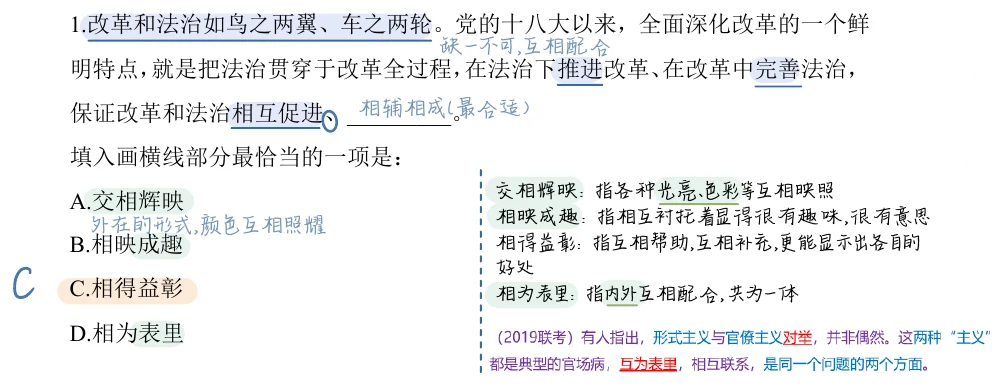 1.改革和法治如鸟之两翼、车之两轮。党的十八大以来，全面深化改革的一个鲜
缺一不可,互相配合
明特点，就是把法治贯穿于改革全过程，在法治下推进改革、在改革中完善法治，
保证改革和法治相互促进、________。
相辅相成(最合适)
填入画横线部分最恰当的一项是：
A.交相辉映
外在的形式,颜色互相照耀
B.相映成趣
C
C.相得益彰
D.相为表里
交相辉映：指各种光亮、色彩等互相映照
相映成趣：指相互衬托着显得很有趣味,很有意思
相得益彰：指互相帮助,互相补充,更能显示出各自的
好处
相为表里：指内外互相配合,共为一体
（2019联考）有人指出，形式主义与官僚主义对举，并非偶然。这两种“主义”
都是典型的官场病，互为表里，相互联系，是同一个问题的两个方面。